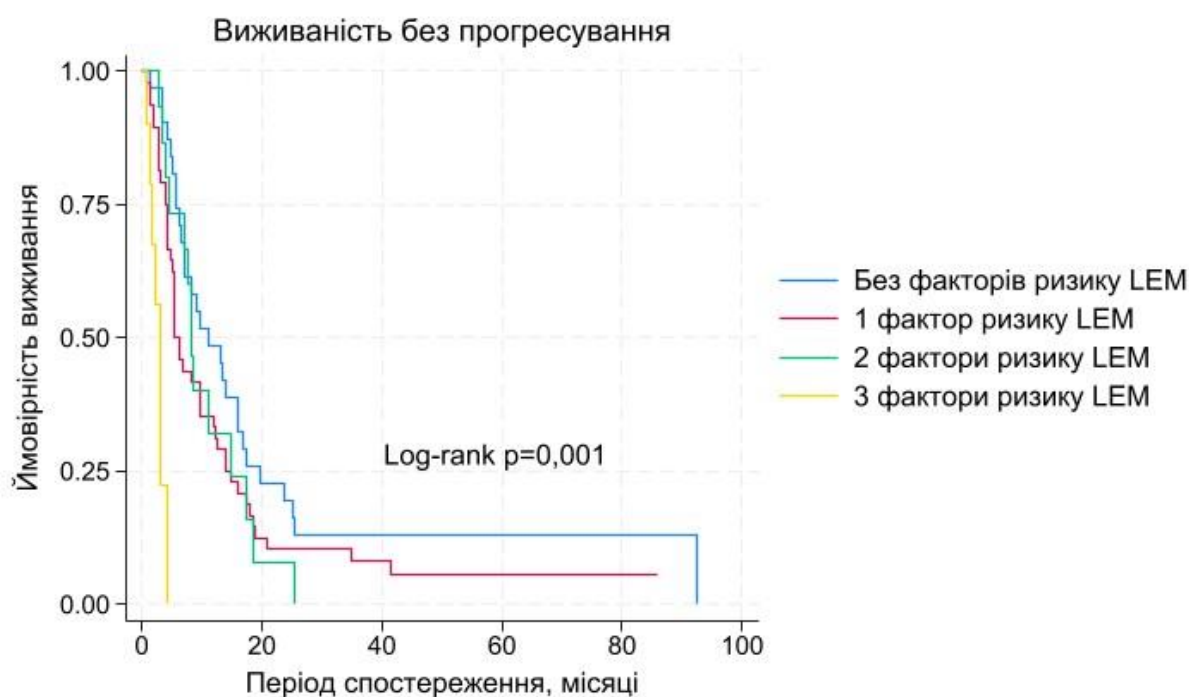 Виживаність без прогресування
Ймовірність виживання
1.00
0.75
0.50
0.25
0.00
Log-rank p=0,001
0 20 40 60 80 100
Період спостереження, місяці
Без факторів ризику LEM
1 фактор ризику LEM
2 фактори ризику LEM
3 фактори ризику LEM